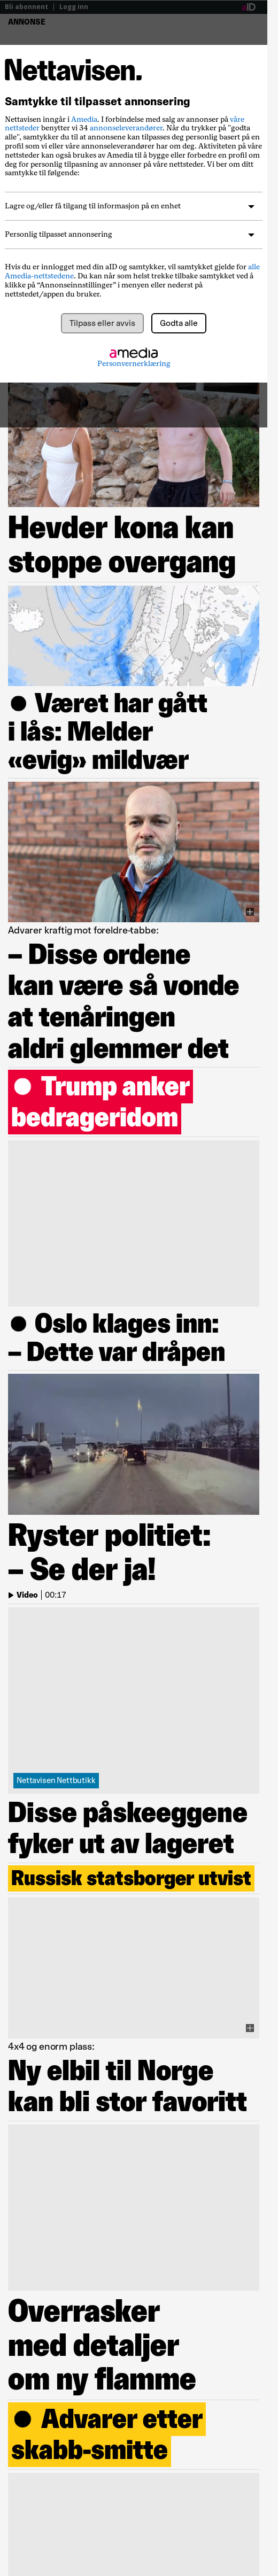 Bli abonnent | Logg inn
aID
ANNONSE
Nettavisen.
Samtykke til tilpasset annonsering
Nettavisen inngår i Amedia. I forbindelse med salg av annonser på våre
nettsteder benytter vi 34 annonseleverandører. Når du trykker på "godta
alle", samtykker du til at annonsene kan tilpasses deg personlig basert på en
profil som vi eller våre annonseleverandører har om deg. Aktiviteten på våre
nettsteder kan også brukes av Amedia til å bygge eller forbedre en profil om
deg for personlig tilpasning av annonser på våre nettsteder. Vi ber om ditt
samtykke til følgende:
Lagre og/eller få tilgang til informasjon på en enhet
Personlig tilpasset annonsering
Hvis du er innlogget med din aID og samtykker, vil samtykket gjelde for alle
Amedia-nettstedene. Du kan når som helst trekke tilbake samtykket ved å
klikke på “Annonseinnstillinger” i menyen eller nederst på
nettstedet/appen du bruker.
Tilpass eller avvis
Godta alle
amedia
Personvernerklæring
Hevder kona kan
stoppe overgang
● Været har gått
i lås: Melder
«evig» mildvær
Advarer kraftig mot foreldre-tabbe:
– Disse ordene
kan være så vonde
at tenåringen
aldri glemmer det
● Trump anker
bedrageridom
● Oslo klages inn:
– Dette var dråpen
Ryster politiet:
– Se der ja!
Video | 00:17
Nettavisen Nettbutikk
Disse påskeeggene
fyker ut av lageret
Russisk statsborger utvist
4x4 og enorm plass:
Ny elbil til Norge
kan bli stor favoritt
Overrasker
med detaljer
om ny flamme
● Advarer etter
skabb-smitte